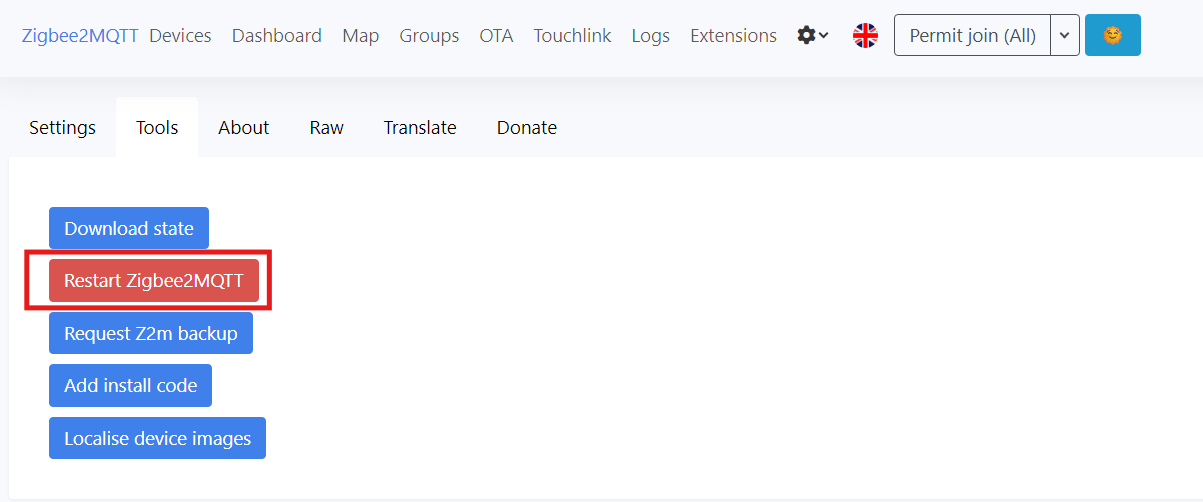 Zigbee2MQTT Devices Dashboard Map Groups OTA Touchlink Logs Extensions Permit join (All)
Settings Tools About Raw Translate Donate
Download state
Restart Zigbee2MQTT
Request Z2m backup
Add install code
Localise device images